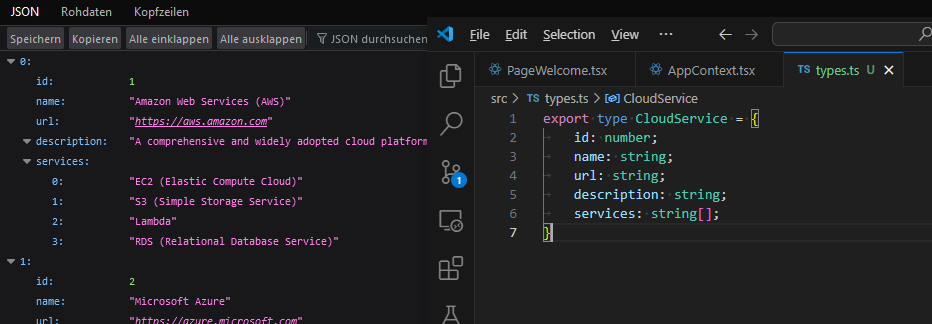 JSON Rohdaten Kopfzeilen
Speichern Kopieren Alle einklappen Alle ausklappen JSON durchsuchen
0:
id: 1
name: "Amazon Web Services (AWS)"
url: "https://aws.amazon.com"
description: "A comprehensive and widely adopted cloud platform
services:
0: "EC2 (Elastic Compute Cloud)"
1: "S3 (Simple Storage Service)"
2: "Lambda"
3: "RDS (Relational Database Service)"
1:
id: 2
name: "Microsoft Azure"
url: "https://azure.microsoft.com"
File Edit Selection View ...
PageWelcome.tsx AppContext.tsx TS types.ts U
src > TS types.ts > CloudService
1 export type CloudService = {
2 id: number;
3 name: string;
4 url: string;
5 description: string;
6 services: string[];
7 }
1